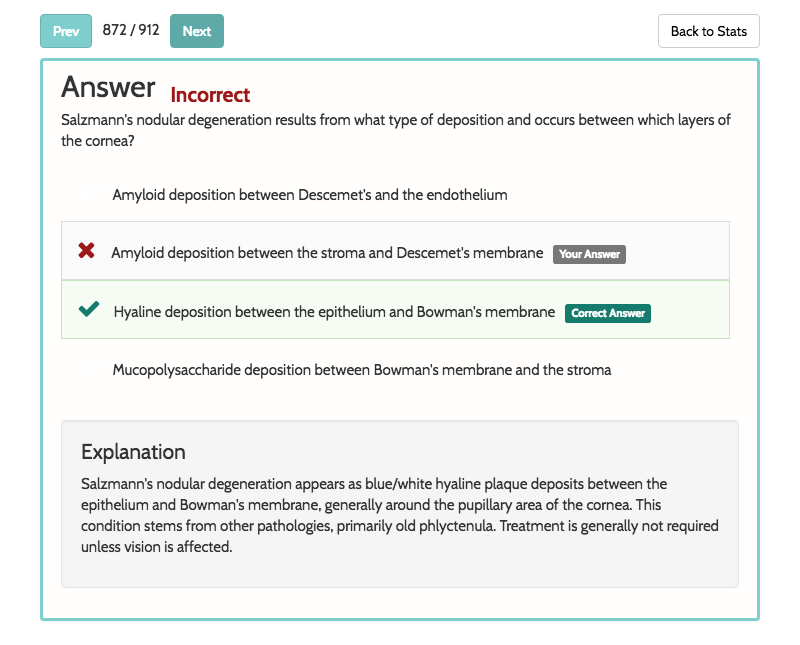 Prev 872 / 912 Next Back to Stats
Answer Incorrect
Salzmann's nodular degeneration results from what type of deposition and occurs between which layers of
the cornea?
Amyloid deposition between Descemet's and the endothelium
Amyloid deposition between the stroma and Descemet's membrane Your Answer
Hyaline deposition between the epithelium and Bowman's membrane Correct Answer
Mucopolysaccharide deposition between Bowman's membrane and the stroma
Explanation
Salzmann's nodular degeneration appears as blue/white hyaline plaque deposits between the
epithelium and Bowman's membrane, generally around the pupillary area of the cornea. This
condition stems from other pathologies, primarily old phlyctenula. Treatment is generally not required
unless vision is affected.